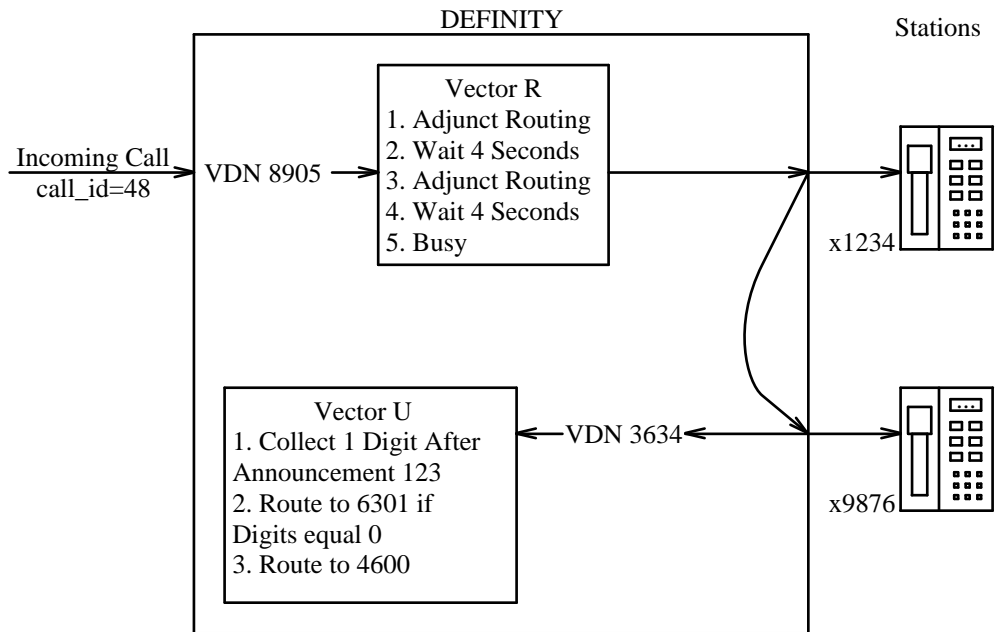 DEFINITY
Stations
Vector R
1. Adjunct Routing
2. Wait 4 Seconds
3. Adjunct Routing
4. Wait 4 Seconds
5. Busy
Incoming Call
call_id=48
VDN 8905
x1234
Vector U
1. Collect 1 Digit After
Announcement 123
2. Route to 6301 if
Digits equal 0
3. Route to 4600
VDN 3634
x9876